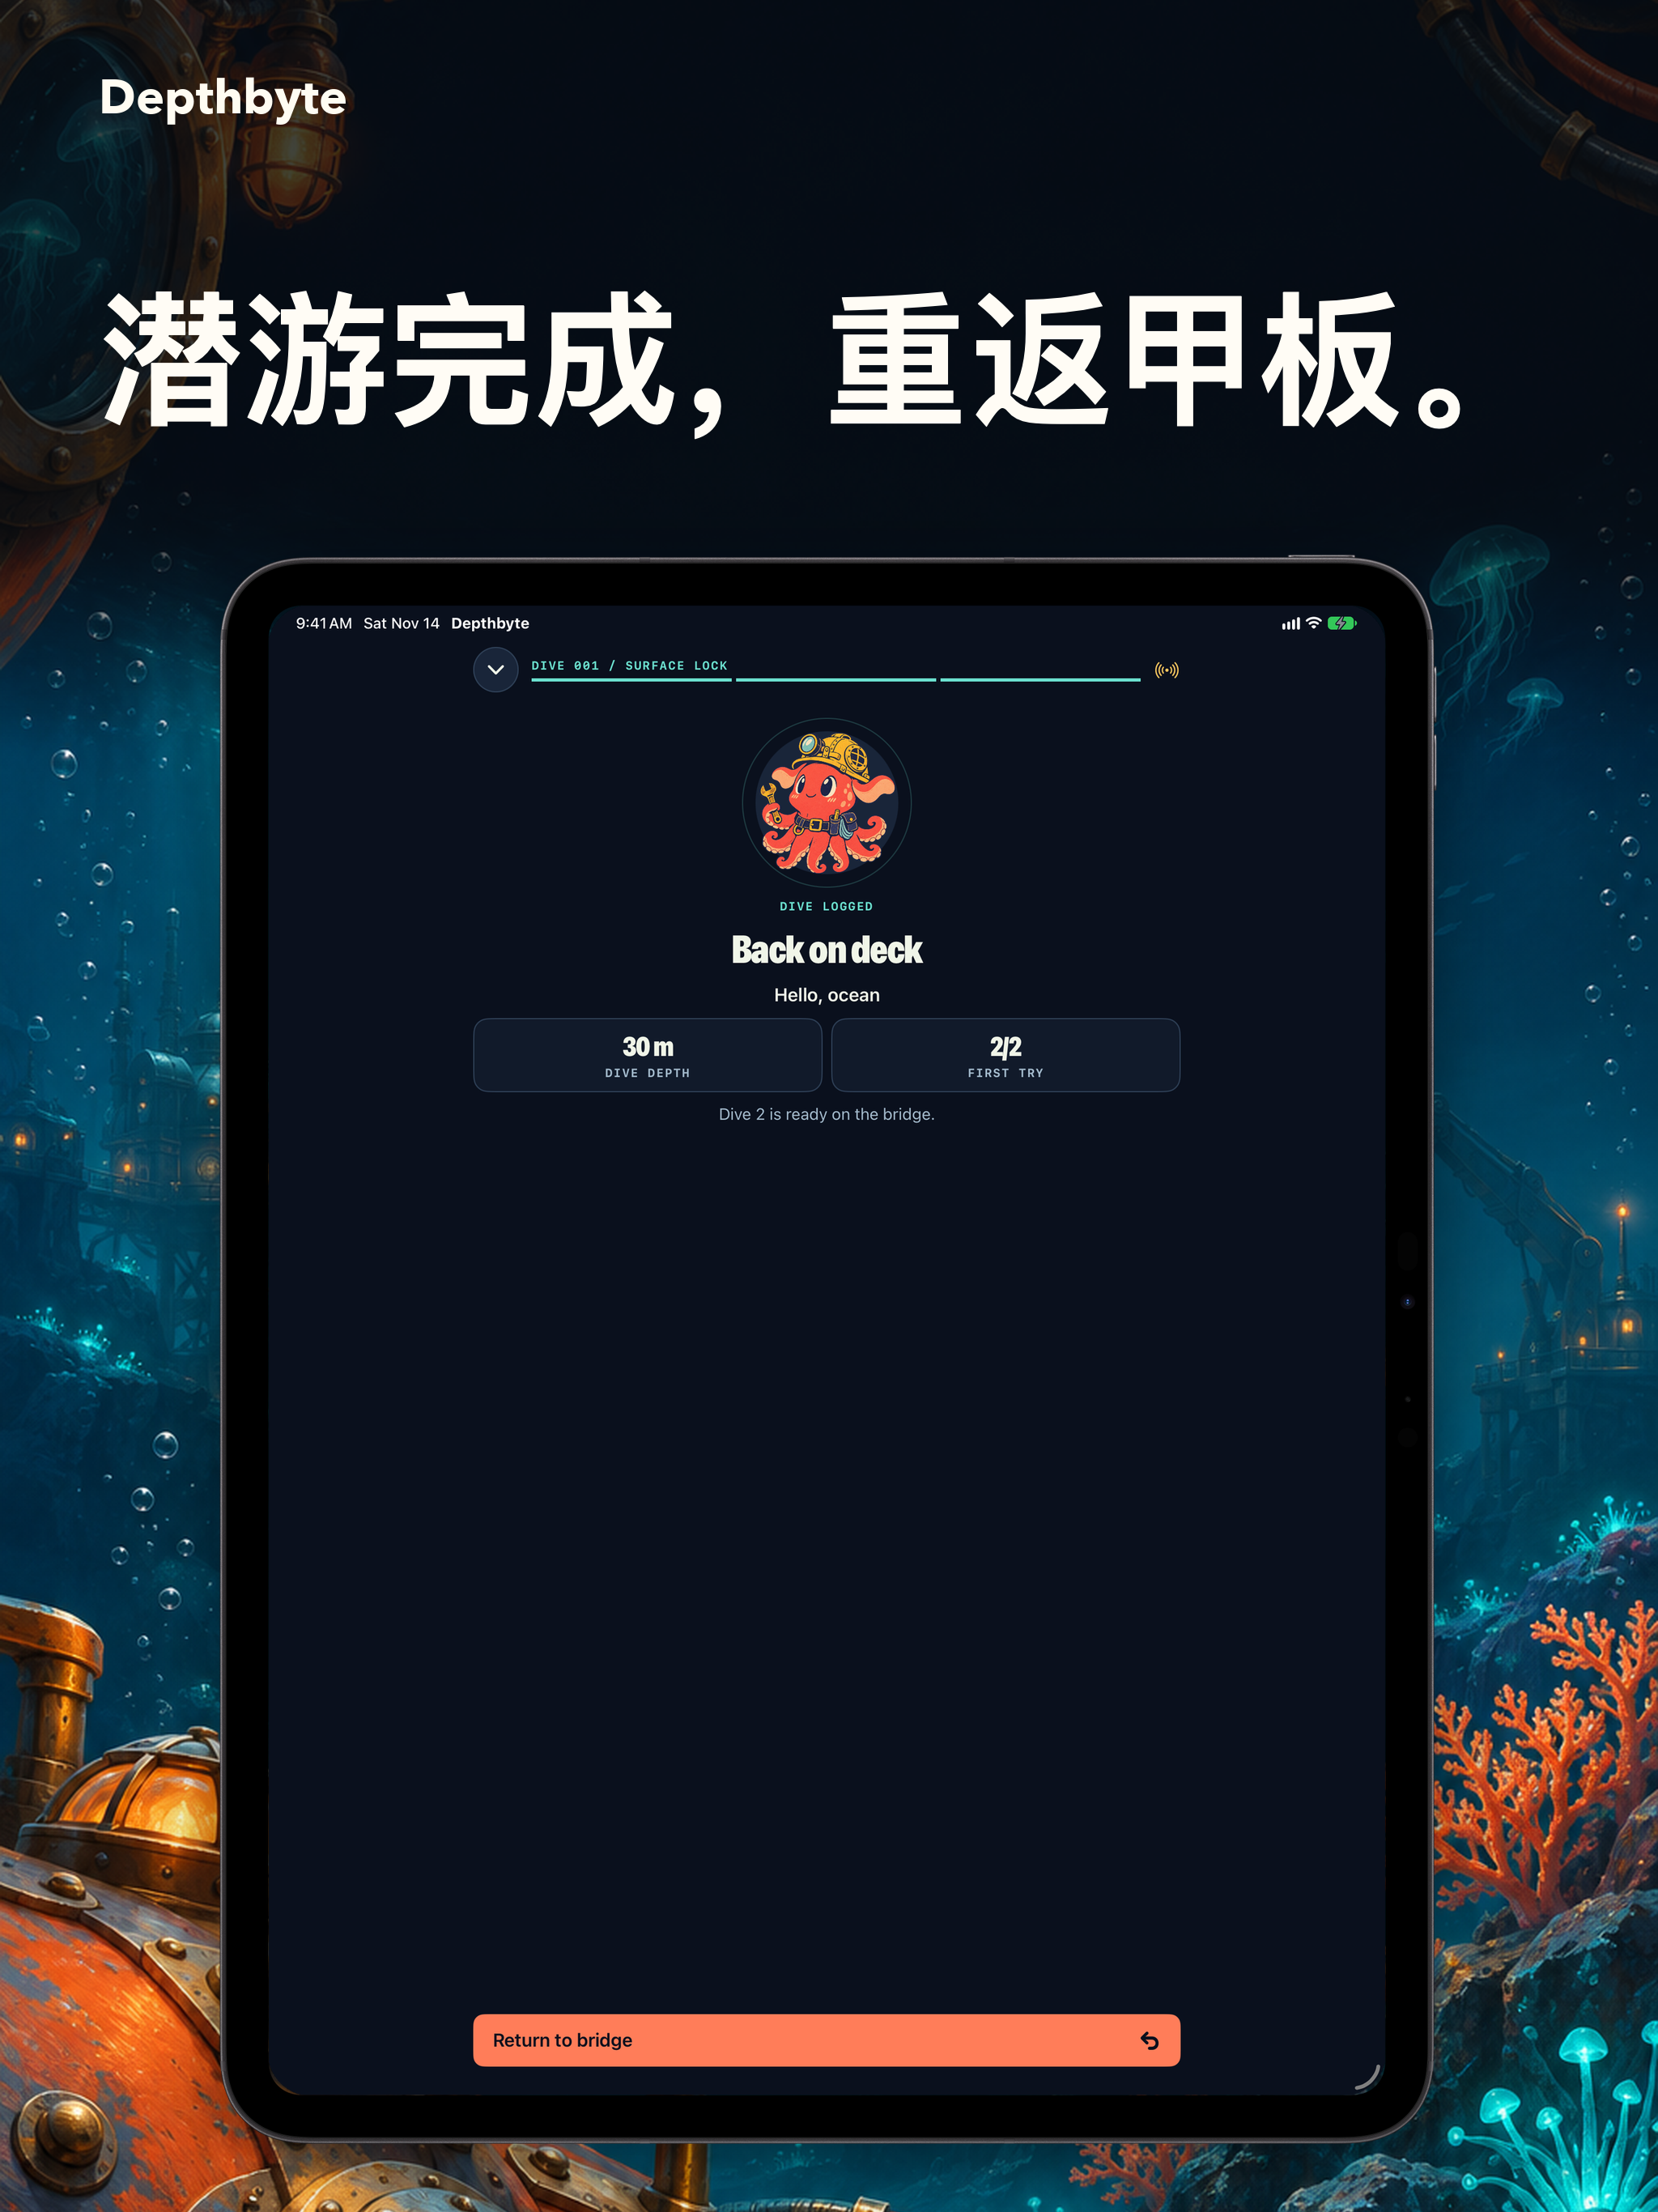 Depthbyte
潜游完成，重返甲板。
9:41 AM Sat Nov 14 Depthbyte
DIVE 001 / SURFACE LOCK
DIVE LOGGED
Back on deck
Hello, ocean
30 m
DIVE DEPTH
2/2
FIRST TRY
Dive 2 is ready on the bridge.
Return to bridge